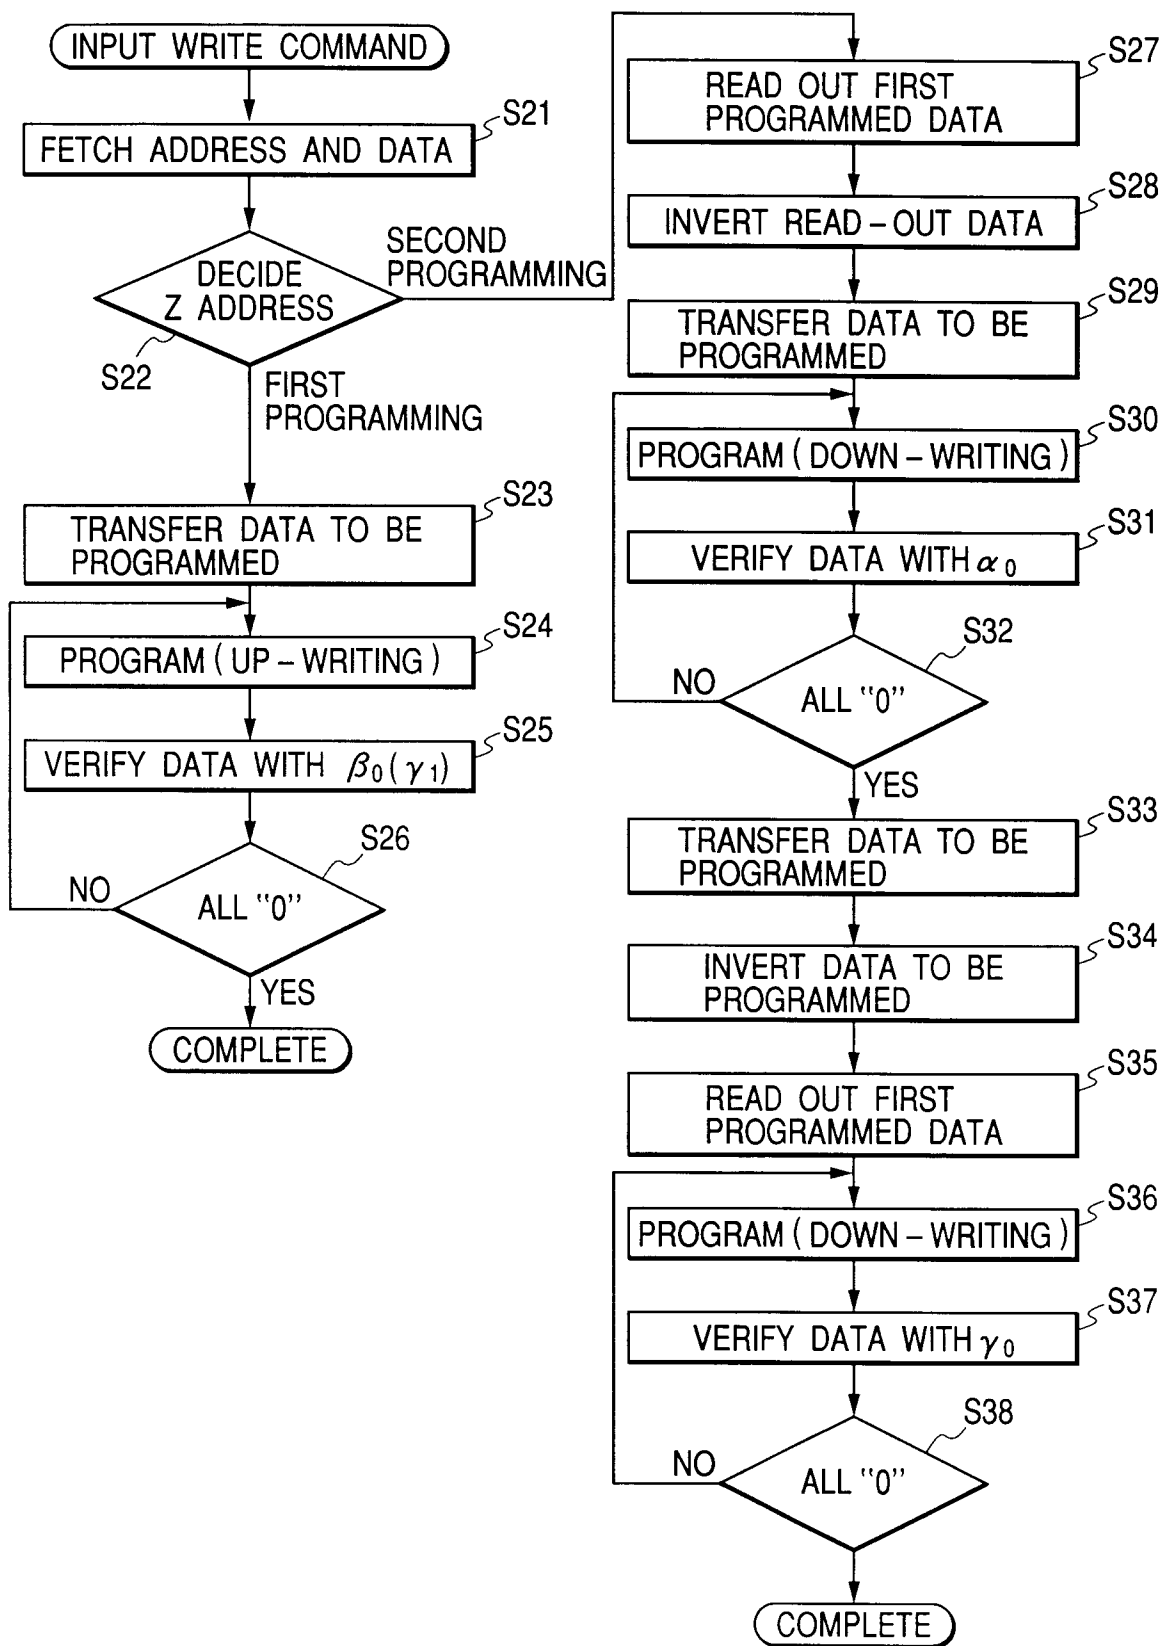 INPUT WRITE COMMAND
S21
FETCH ADDRESS AND DATA
DECIDE
Z ADDRESS
S22
SECOND
PROGRAMMING
FIRST
PROGRAMMING
S23
TRANSFER DATA TO BE
PROGRAMMED
S24
PROGRAM ( UP – WRITING )
S25
VERIFY DATA WITH β0 ( γ1 )
S26
ALL “0”
NO
YES
COMPLETE
S27
READ OUT FIRST
PROGRAMMED DATA
S28
INVERT READ – OUT DATA
S29
TRANSFER DATA TO BE
PROGRAMMED
S30
PROGRAM ( DOWN – WRITING )
S31
VERIFY DATA WITH α0
S32
ALL “0”
NO
YES
S33
TRANSFER DATA TO BE
PROGRAMMED
S34
INVERT DATA TO BE
PROGRAMMED
S35
READ OUT FIRST
PROGRAMMED DATA
S36
PROGRAM ( DOWN – WRITING )
S37
VERIFY DATA WITH γ0
S38
ALL “0”
NO
COMPLETE